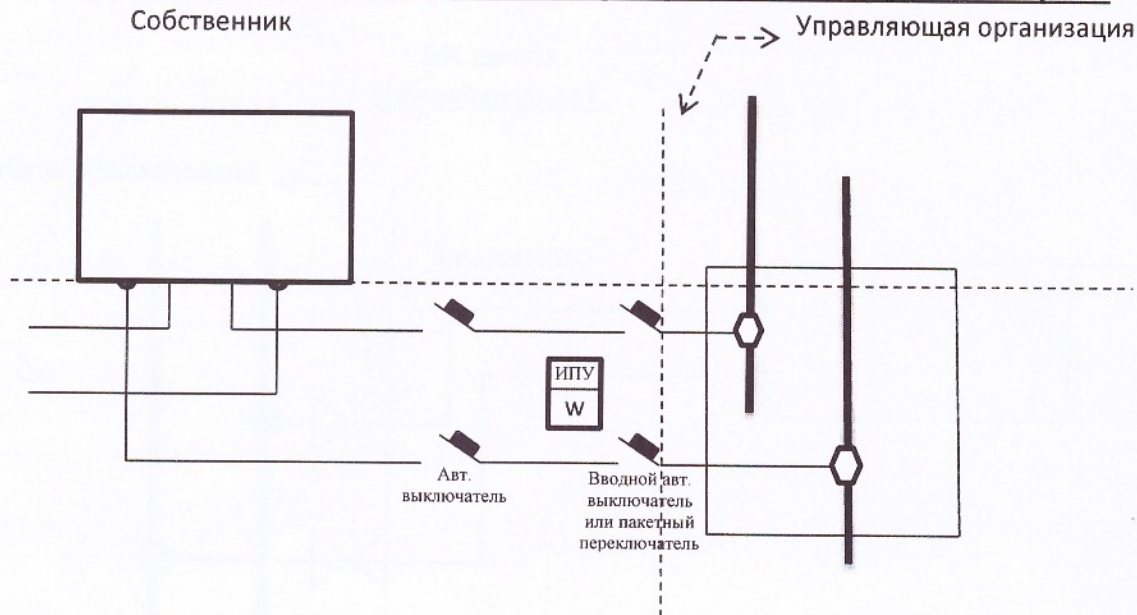 Собственник
Управляющая организация
ИПУ
W
Авт.
выключатель
Вводной авт.
выключатель
или пакетный
переключатель